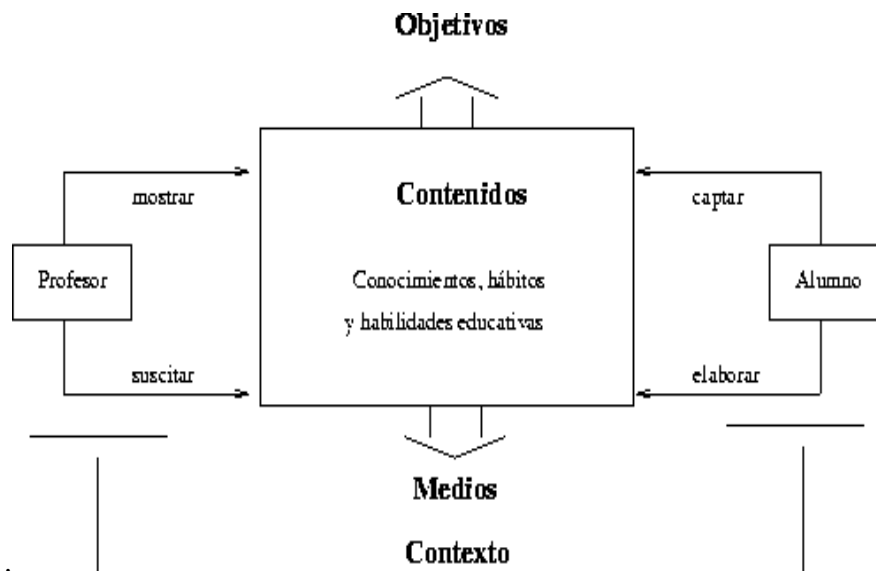 Objetivos
mostrar
Contenidos
captar
Profesor
Conocimientos, hábitos
y habilidades educativas
Alumno
suscitar
elaborar
Medios
Contexto